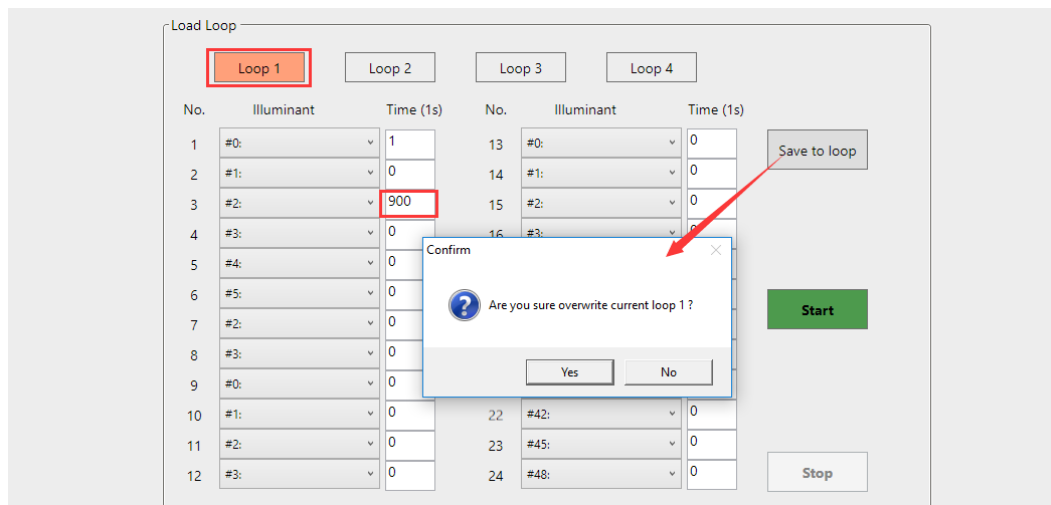 Load Loop
Loop 1 Loop 2 Loop 3 Loop 4
No. Illuminant Time (1s) No. Illuminant Time (1s)
1 #0: 1 13 #0: 0
Save to loop
2 #1: 0 14 #1: 0
3 #2: 900 15 #2: 0
4 #3: 0 16 #3: 0
Confirm
5 #4: 0
6 #5: 0
Are you sure overwrite current loop 1 ?
Start
7 #2: 0
8 #3: 0
Yes No
9 #0: 0
10 #1: 0 22 #42: 0
11 #2: 0 23 #45: 0
12 #3: 0 24 #48: 0
Stop